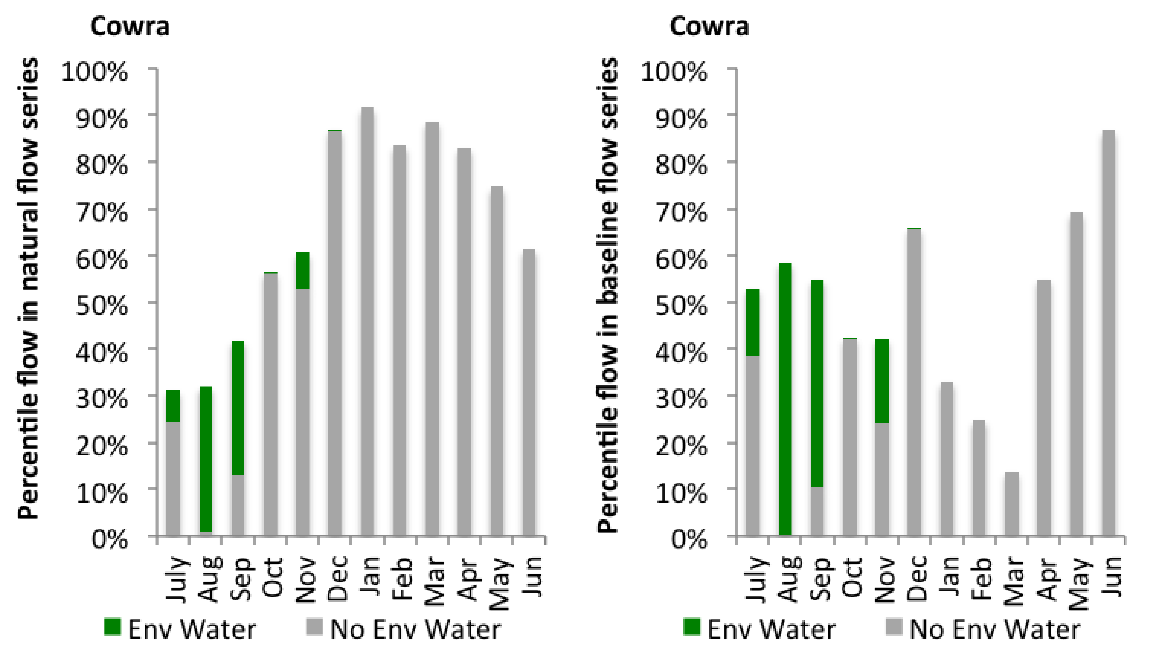 Cowra
Percentile flow in natural flow series
100%
90%
80%
70%
60%
50%
40%
30%
20%
10%
0%
July
Aug
Sep
Oct
Nov
Dec
Jan
Feb
Mar
Apr
May
Jun
Env Water
No Env Water
Cowra
Percentile flow in baseline flow series
100%
90%
80%
70%
60%
50%
40%
30%
20%
10%
0%
July
Aug
Sep
Oct
Nov
Dec
Jan
Feb
Mar
Apr
May
Jun
Env Water
No Env Water